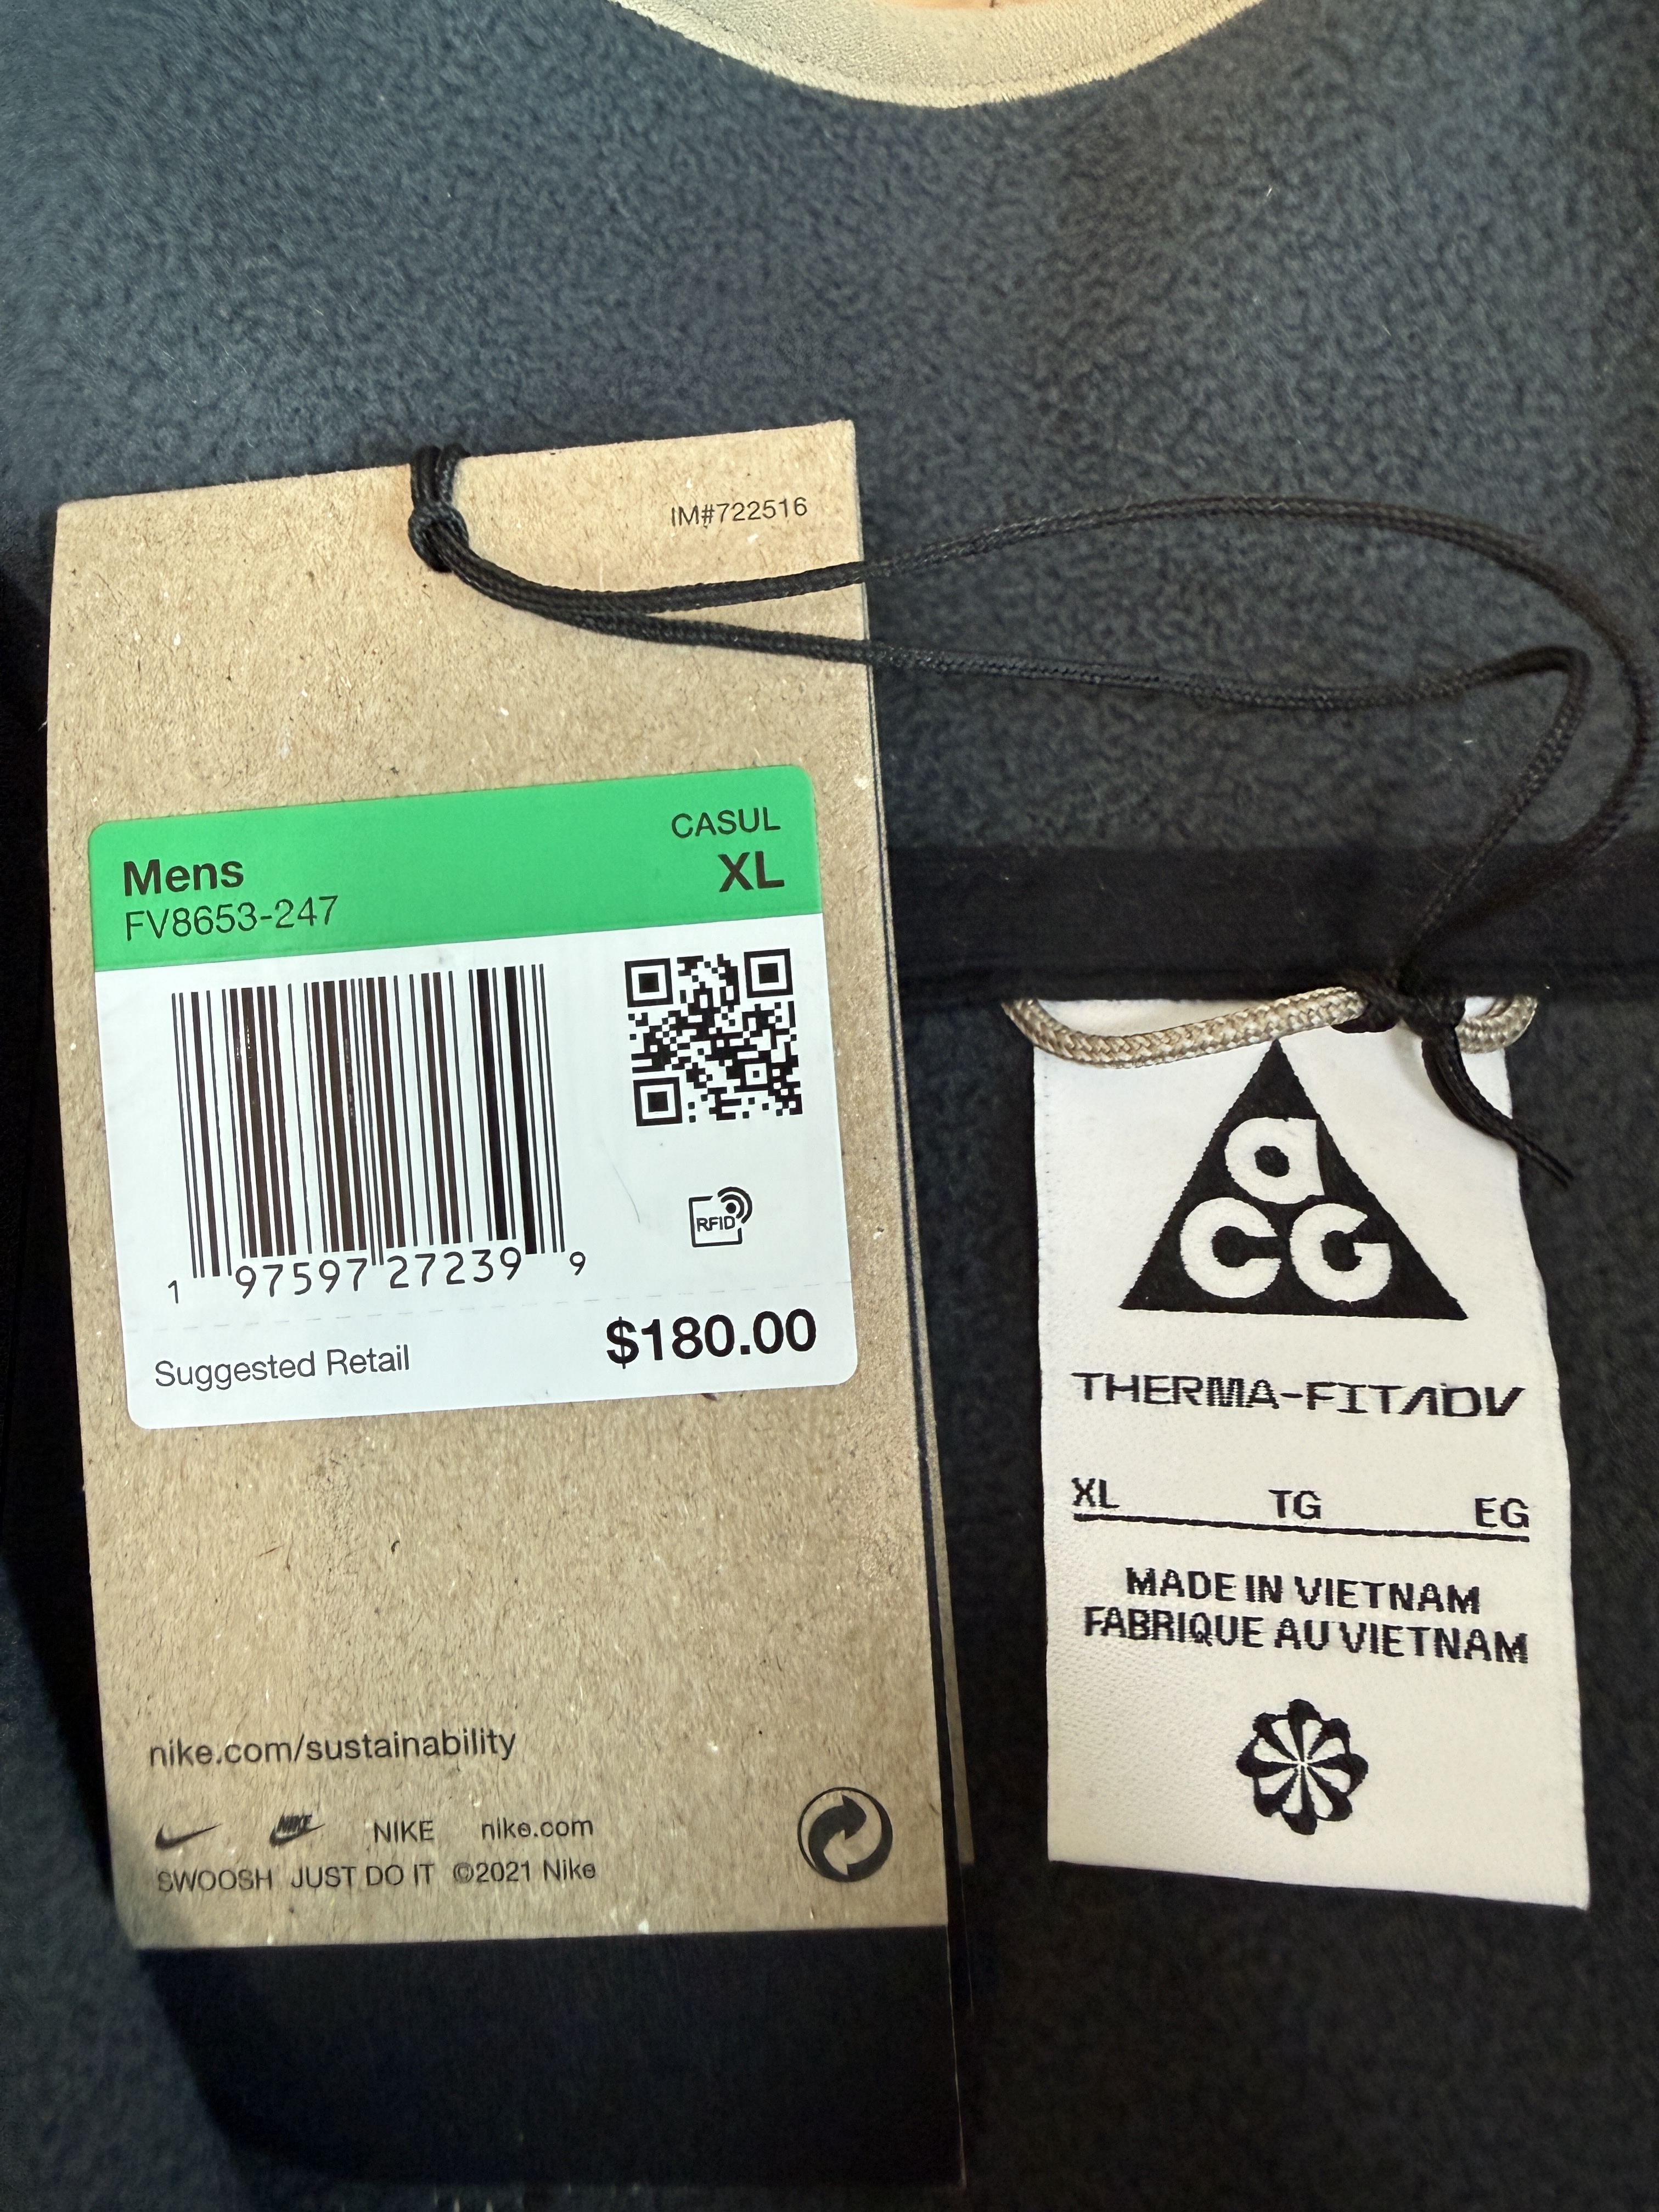 IM#722516
CASUL
Mens XL
FV8653-247
RFID
1 97597 27239 9
Suggested Retail $180.00
nike.com/sustainability
NIKE NIKE nike.com
SWOOSH JUST DO IT ©2021 Nike
aCG
THERMA-FITADV
XL TG EG
MADE IN VIETNAM
FABRIQUE AU VIETNAM